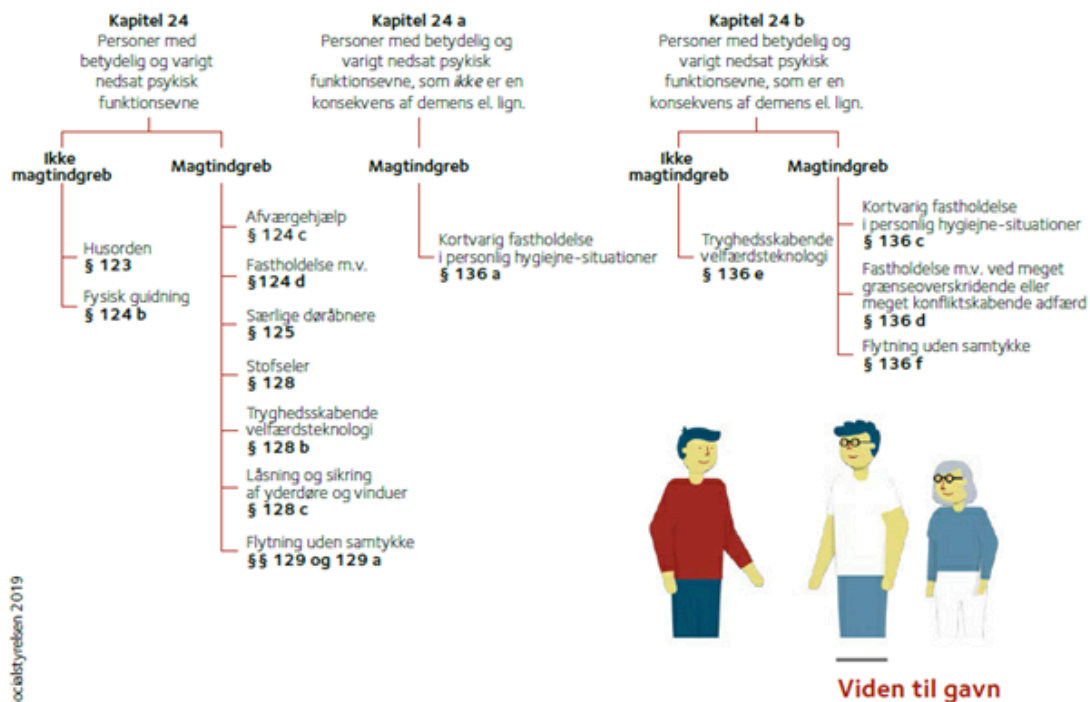 Kapitel 24
Personer med
betydelig og varigt
nedsat psykisk
funktionsevne
Ikke
magtindgreb
Husorden
§ 123
Fysisk guidning
§ 124 b
Magtindgreb
Afværgehjælp
§ 124 c
Fastholdelse m.v.
§124 d
Særlige døråbnere
§ 125
Stofseler
§ 128
Tryghedsskabende
velfærdsteknologi
§ 128 b
Låsning og sikring
af yderdøre og vinduer
§ 128 c
Flytning uden samtykke
§§ 129 og 129 a
Kapitel 24 a
Personer med betydelig og
varigt nedsat psykisk
funktionsevne, som ikke er en
konsekvens af demens el. lign.
Magtindgreb
Kortvarig fastholdelse
i personlig hygiejne-situationer
§ 136 a
Kapitel 24 b
Personer med betydelig og
varigt nedsat psykisk
funktionsevne, som er en
konsekvens af demens el. lign.
Ikke
magtindgreb
Tryghedsskabende
velfærdsteknologi
§ 136 e
Magtindgreb
Kortvarig fastholdelse
i personlig hygiejne-situationer
§ 136 c
Fastholdelse m.v. ved meget
grænseoverskridende eller
meget konfliktskabende adfærd
§ 136 d
Flytning uden samtykke
§ 136 f
ocialstyrelsen 2019
Viden til gavn